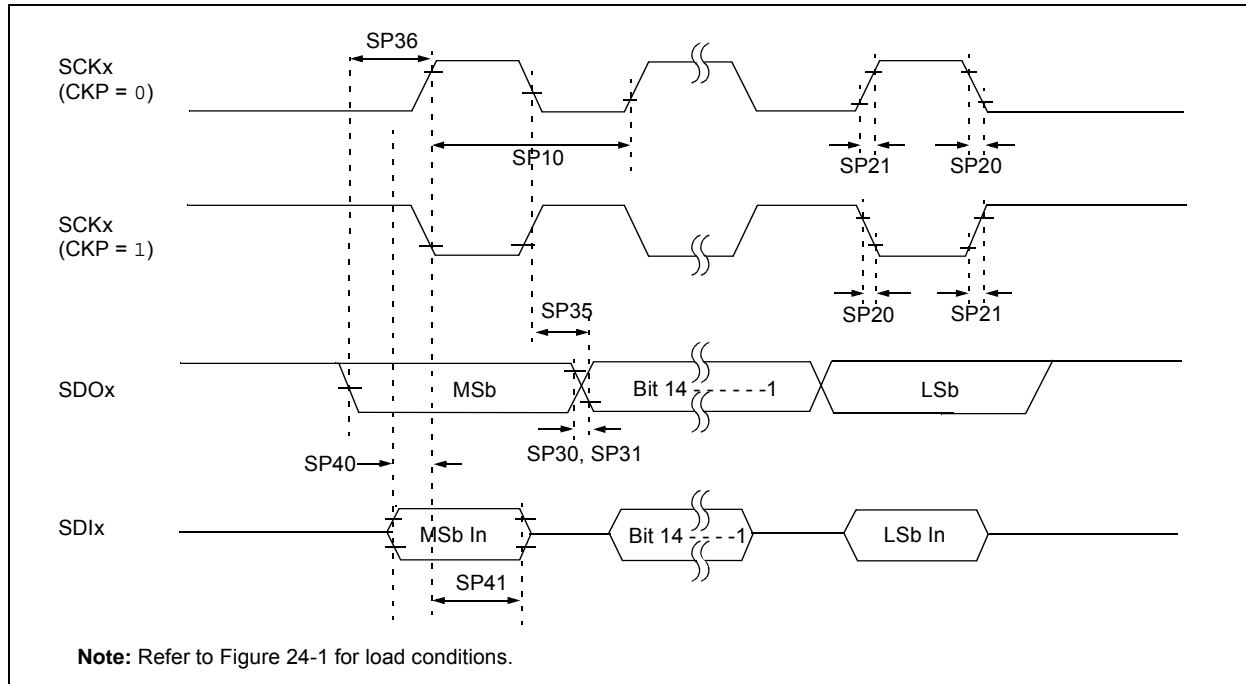 SP36
SCKx
(CKP = 0)
SP10
SP21
SP20
SCKx
(CKP = 1)
SP35
SP20
SP21
SDOx
MSb
Bit 14 - - - - - -1
LSb
SP30, SP31
SP40
SDIx
MSb In
Bit 14 - - - - -1
LSb In
SP41
Note: Refer to Figure 24-1 for load conditions.